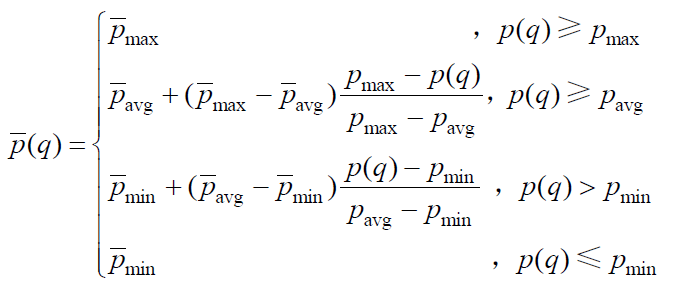 p̅_max , p(q) ⩾ p_max
p̅_avg + (p̅_max − p̅_avg) (p_max − p(q)) / (p_max − p_avg), p(q) ⩾ p_avg
p̅(q) = {
p̅_min + (p̅_avg − p̅_min) (p(q) − p_min) / (p_avg − p_min) , p(q) > p_min
p̅_min , p(q) ⩽ p_min